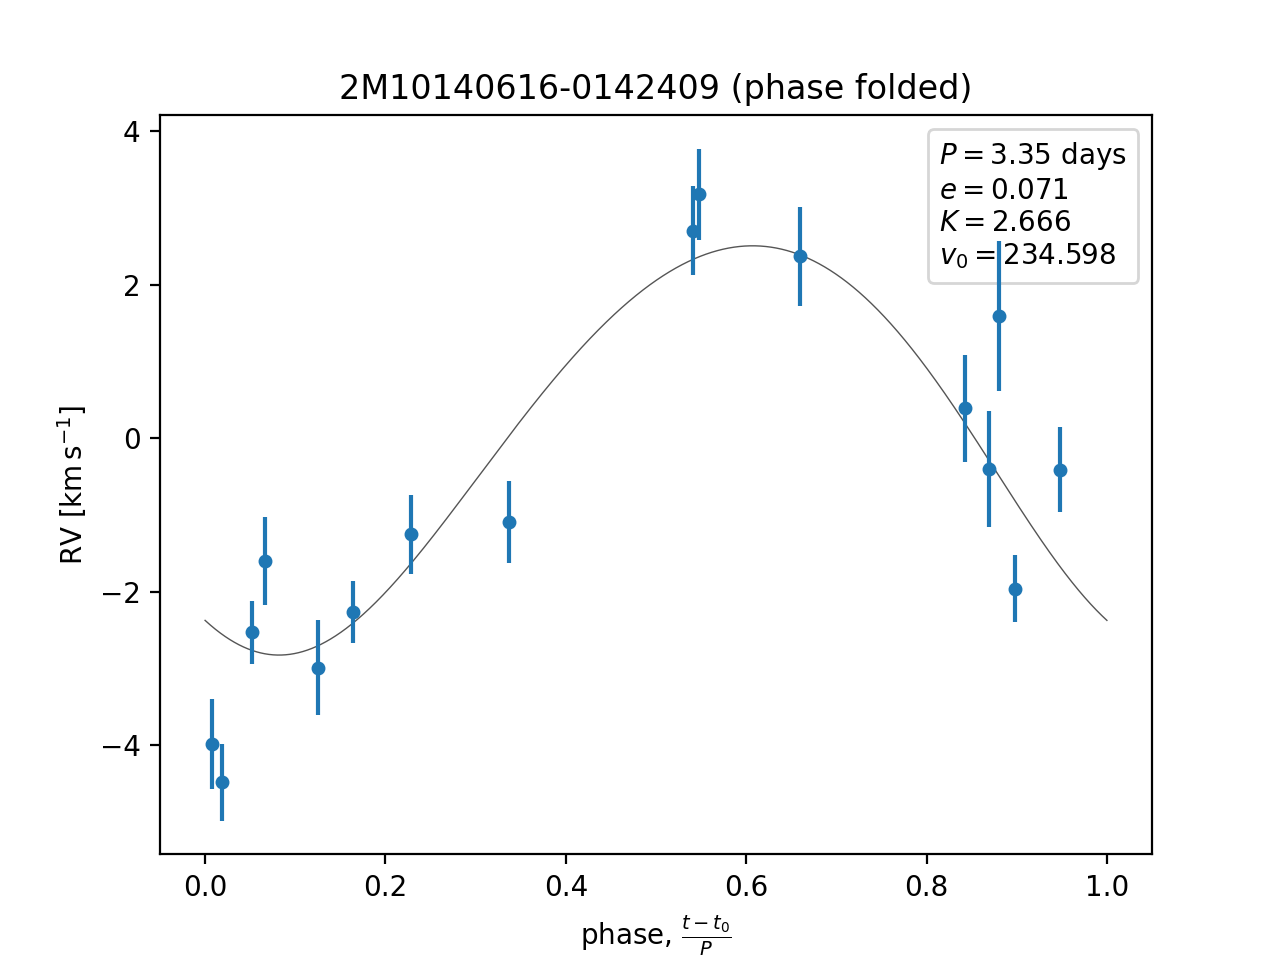 2M10140616-0142409 (phase folded)
P = 3.35 days
e = 0.071
K = 2.666
v₀ = 234.598
4
2
0
−2
−4
RV [km s⁻¹]
0.0 0.2 0.4 0.6 0.8 1.0
phase, (t − t₀)/P